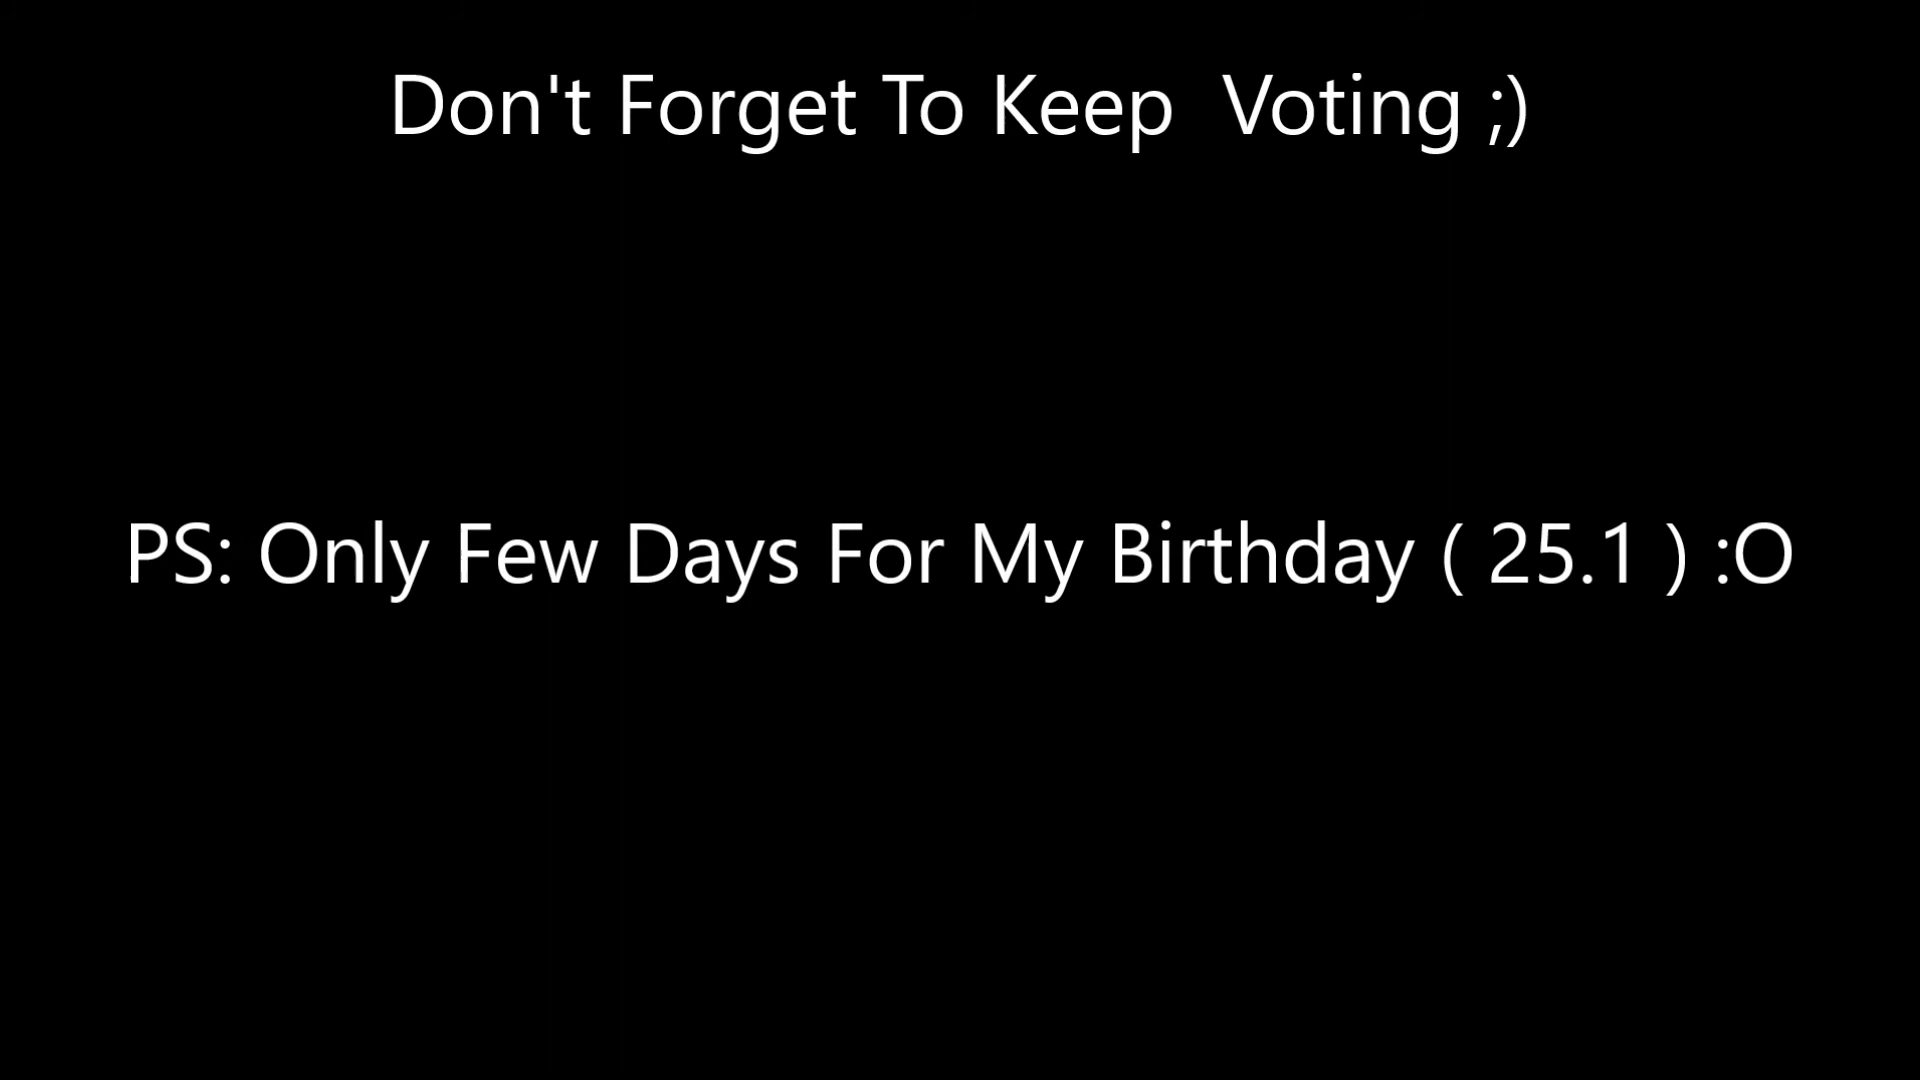 Don't Forget To Keep  Voting ;)
PS: Only Few Days For My Birthday ( 25.1 ) :O